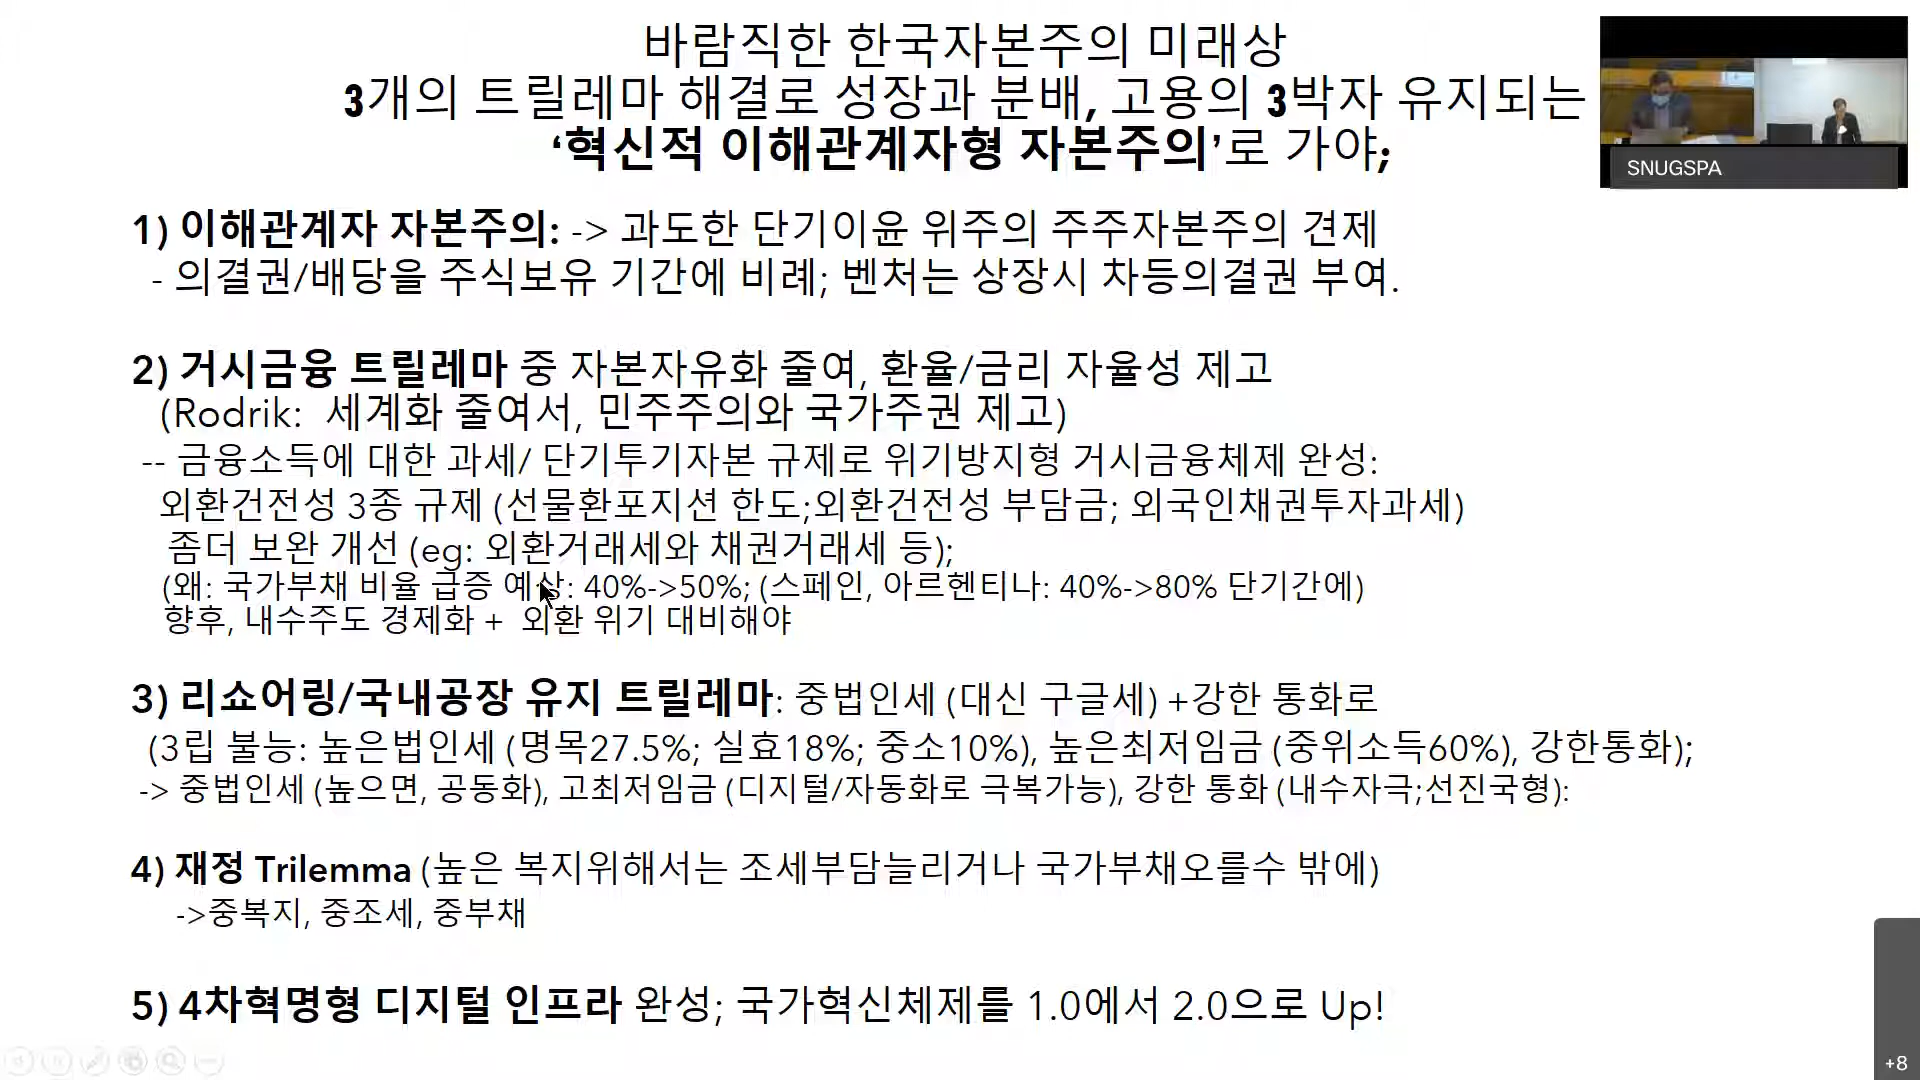 바람직한 한국자본주의 미래상
3개의 트릴레마 해결로 성장과 분배, 고용의 3박자 유지되는
‘혁신적 이해관계자형 자본주의’로 가야;
SNUGSPA
1) 이해관계자 자본주의: -> 과도한 단기이윤 위주의 주주자본주의 견제
- 의결권/배당을 주식보유 기간에 비례; 벤처는 상장시 차등의결권 부여.
2) 거시금융 트릴레마 중 자본자유화 줄여, 환율/금리 자율성 제고
(Rodrik: 세계화 줄여서, 민주주의와 국가주권 제고)
-- 금융소득에 대한 과세/ 단기투기자본 규제로 위기방지형 거시금융체제 완성:
외환건전성 3종 규제 (선물환포지션 한도;외환건전성 부담금; 외국인채권투자과세)
좀더 보완 개선 (eg: 외환거래세와 채권거래세 등);
(왜: 국가부채 비율 급증 예상: 40%->50%; (스페인, 아르헨티나: 40%->80% 단기간에)
향후, 내수주도 경제화 + 외환 위기 대비해야
3) 리쇼어링/국내공장 유지 트릴레마: 중법인세 (대신 구글세) +강한 통화로
(3립 불능: 높은법인세 (명목27.5%; 실효18%; 중소10%), 높은최저임금 (중위소득60%), 강한통화);
-> 중법인세 (높으면, 공동화), 고최저임금 (디지털/자동화로 극복가능), 강한 통화 (내수자극;선진국형):
4) 재정 Trilemma (높은 복지위해서는 조세부담늘리거나 국가부채오를수 밖에)
->중복지, 중조세, 중부채
5) 4차혁명형 디지털 인프라 완성; 국가혁신체제를 1.0에서 2.0으로 Up!
+8